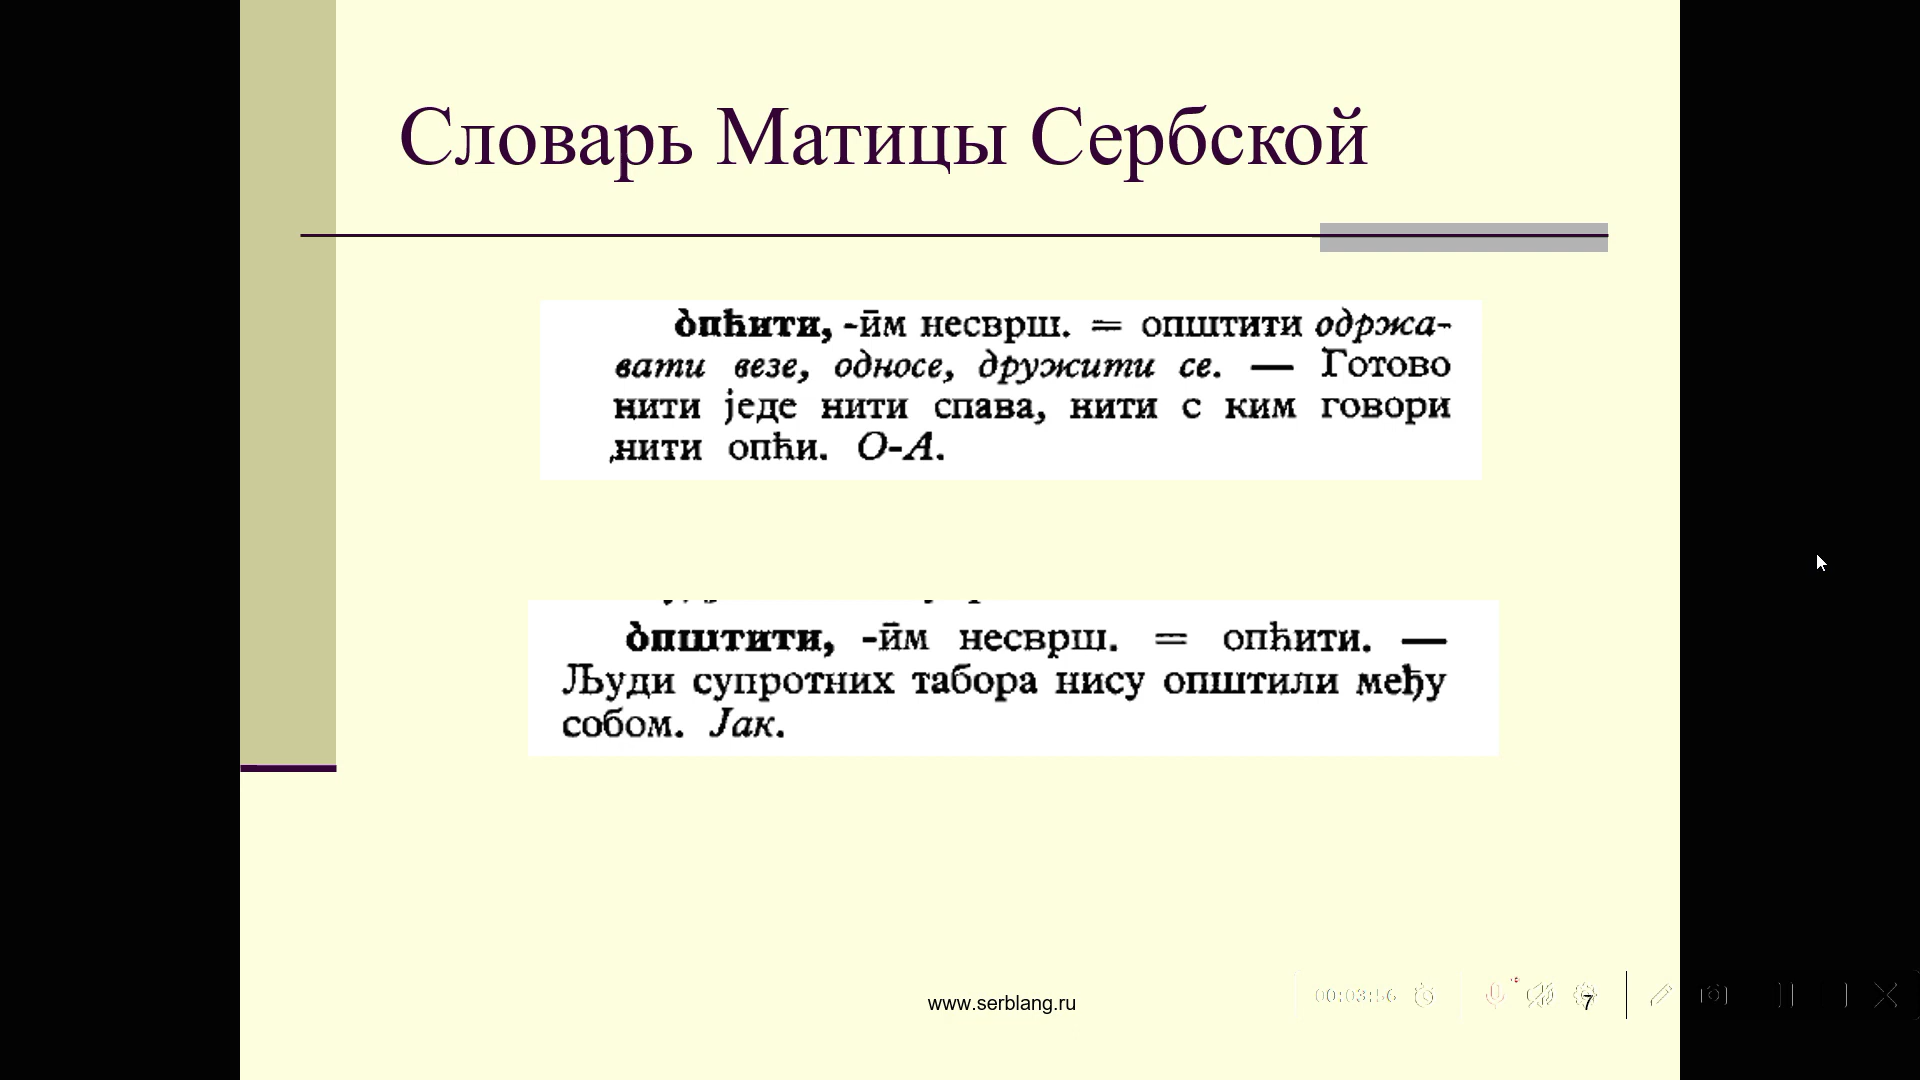 Словарь Матицы Сербской
о̀пћити, -ӣм несврш. = општити одржа-
вати везе, односе, дружити се. — Готово
нити једе нити спава, нити с ким говори
нити опћи. О-А.
о̀пштити, -ӣм несврш. = опћити. —
Људи супротних табора нису општили међу
собом. Јак.
www.serblang.ru
00:03:56
7